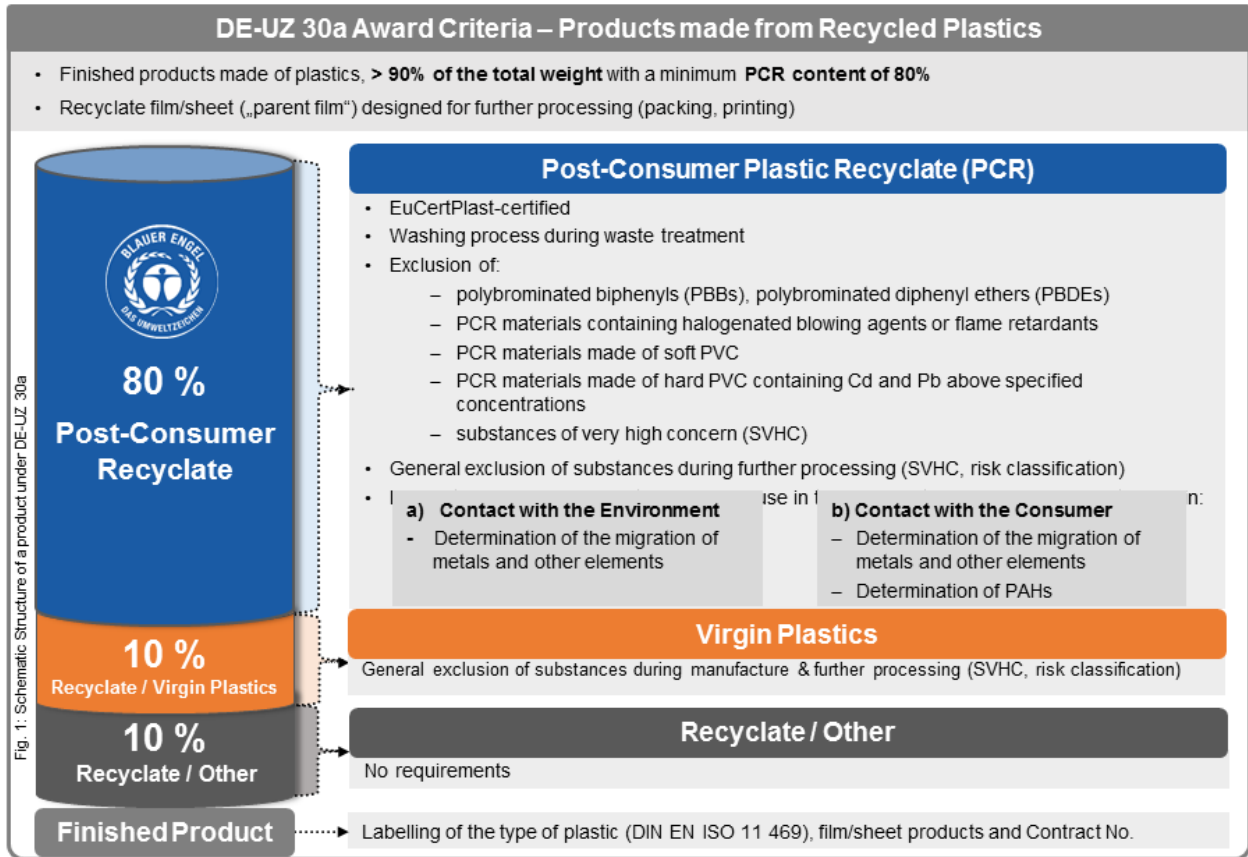 DE-UZ 30a Award Criteria – Products made from Recycled Plastics
• Finished products made of plastics, > 90% of the total weight with a minimum PCR content of 80%
• Recyclate film/sheet („parent film“) designed for further processing (packing, printing)
Fig. 1: Schematic Structure of a product under DE-UZ 30a
BLAUER ENGEL
DAS UMWELTZEICHEN
80 %
Post-Consumer
Recyclate
Post-Consumer Plastic Recyclate (PCR)
• EuCertPlast-certified
• Washing process during waste treatment
• Exclusion of:
– polybrominated biphenyls (PBBs), polybrominated diphenyl ethers (PBDEs)
– PCR materials containing halogenated blowing agents or flame retardants
– PCR materials made of soft PVC
– PCR materials made of hard PVC containing Cd and Pb above specified
concentrations
– substances of very high concern (SVHC)
• General exclusion of substances during further processing (SVHC, risk classification)
• use in
a) Contact with the Environment
- Determination of the migration of
metals and other elements
b) Contact with the Consumer
– Determination of the migration of
metals and other elements
– Determination of PAHs
10 %
Recyclate / Virgin Plastics
Virgin Plastics
General exclusion of substances during manufacture & further processing (SVHC, risk classification)
10 %
Recyclate / Other
Recyclate / Other
No requirements
Finished Product
Labelling of the type of plastic (DIN EN ISO 11 469), film/sheet products and Contract No.